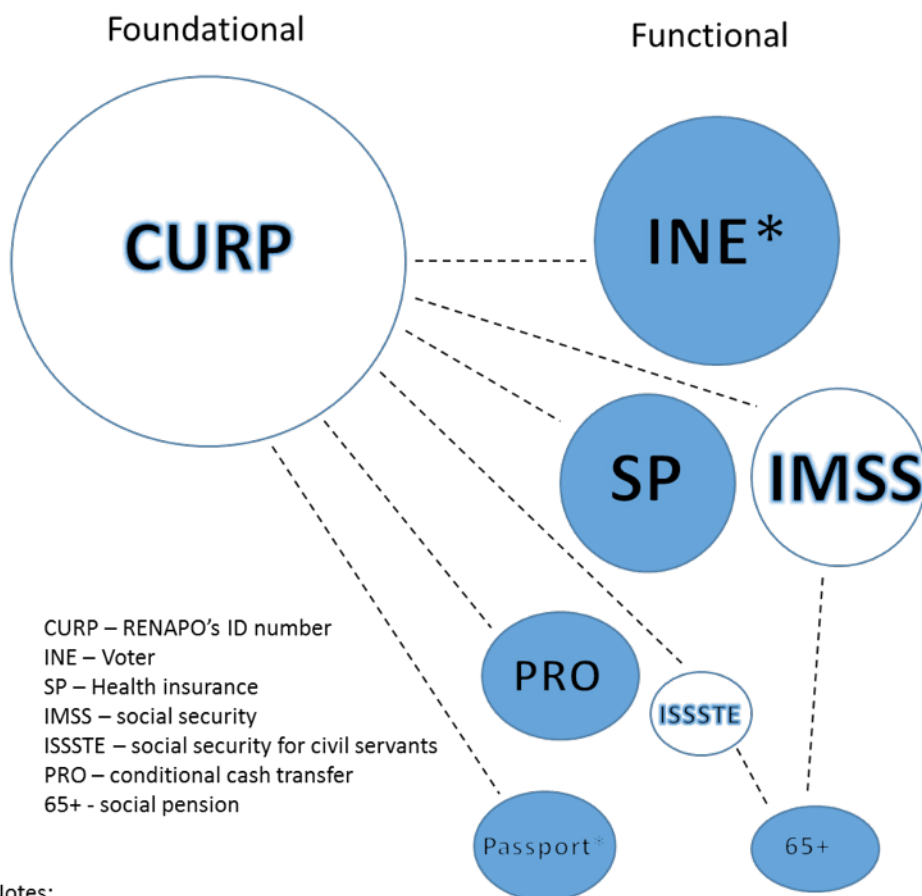 Foundational
Functional
CURP
INE*
SP
IMSS
PRO
ISSSTE
CURP – RENAPO's ID number
INE – Voter
SP – Health insurance
IMSS – social security
ISSSTE – social security for civil servants
PRO – conditional cash transfer
65+ - social pension
Passport*
65+